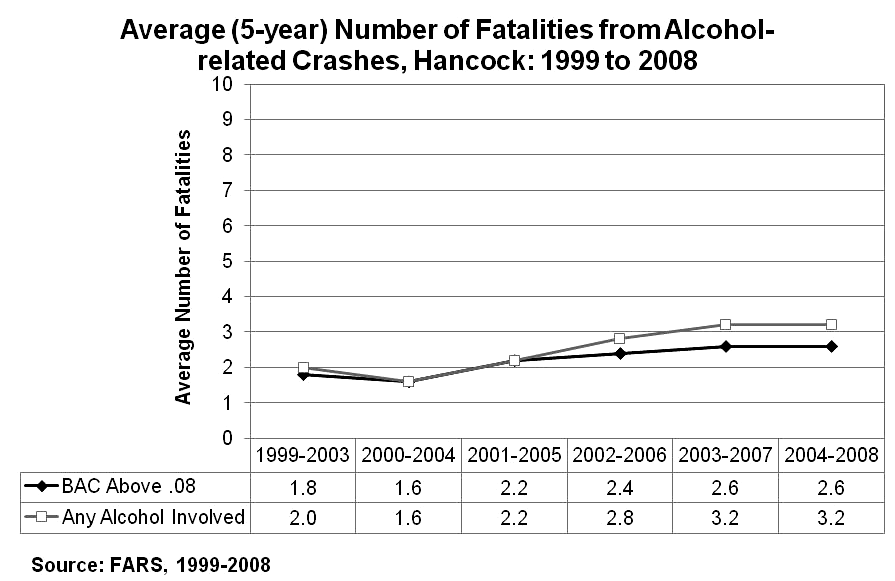 Average (5-year) Number of Fatalities from Alcohol-
related Crashes, Hancock: 1999 to 2008
Average Number of Fatalities
10
9
8
7
6
5
4
3
2
1
0
1999-2003 2000-2004 2001-2005 2002-2006 2003-2007 2004-2008
BAC Above .08 1.8 1.6 2.2 2.4 2.6 2.6
Any Alcohol Involved 2.0 1.6 2.2 2.8 3.2 3.2
Source: FARS, 1999-2008